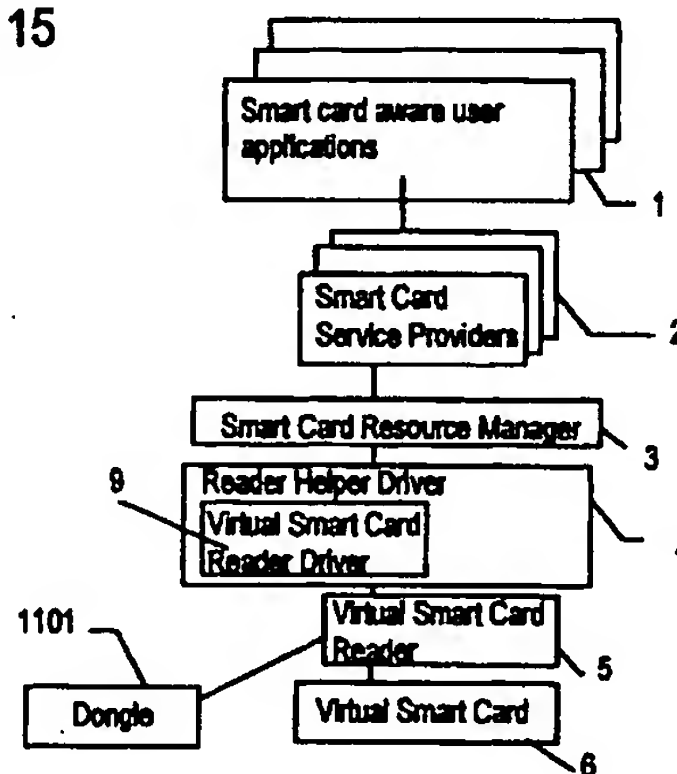 15
Smart card aware user
applications
1
Smart Card
Service Providers
2
Smart Card Resource Manager
3
Reader Helper Driver
9
Virtual Smart Card
Reader Driver
1101
Virtual Smart Card
Reader
5
Dongle
Virtual Smart Card
6